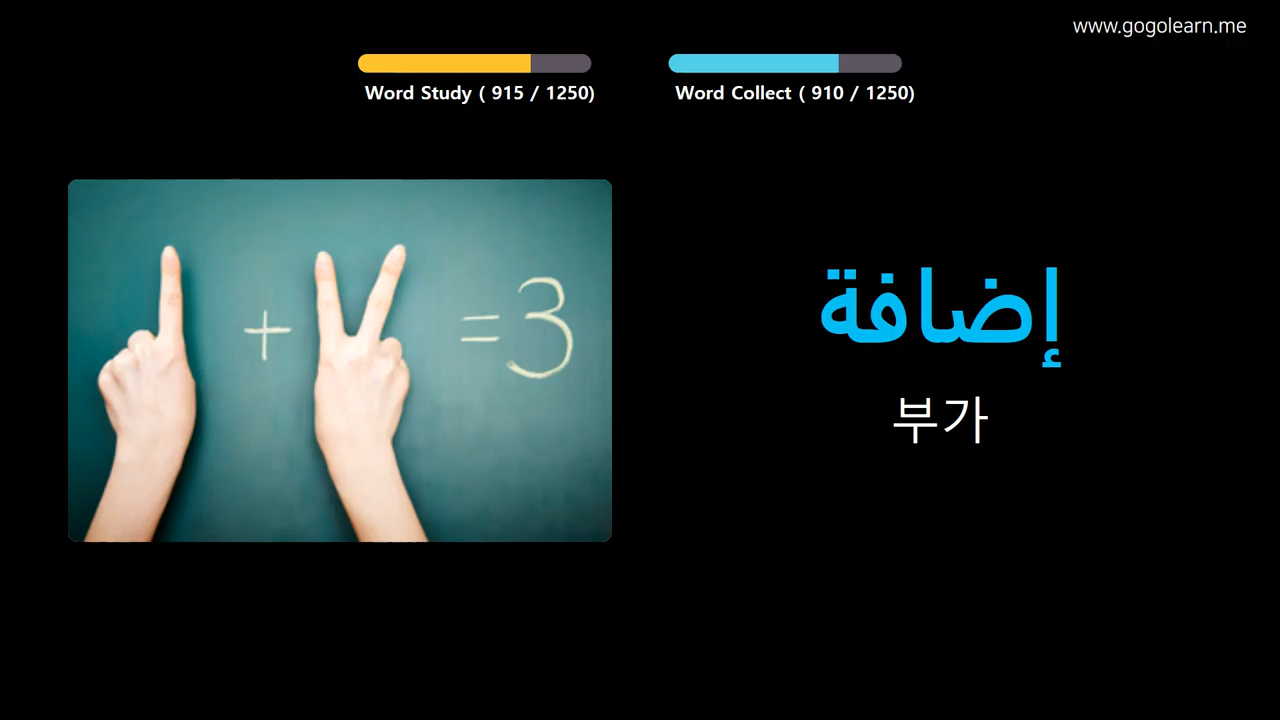 www.gogolearn.me
Word Study ( 915 / 1250)
Word Collect ( 910 / 1250)
+ = 3
إضافة
부가